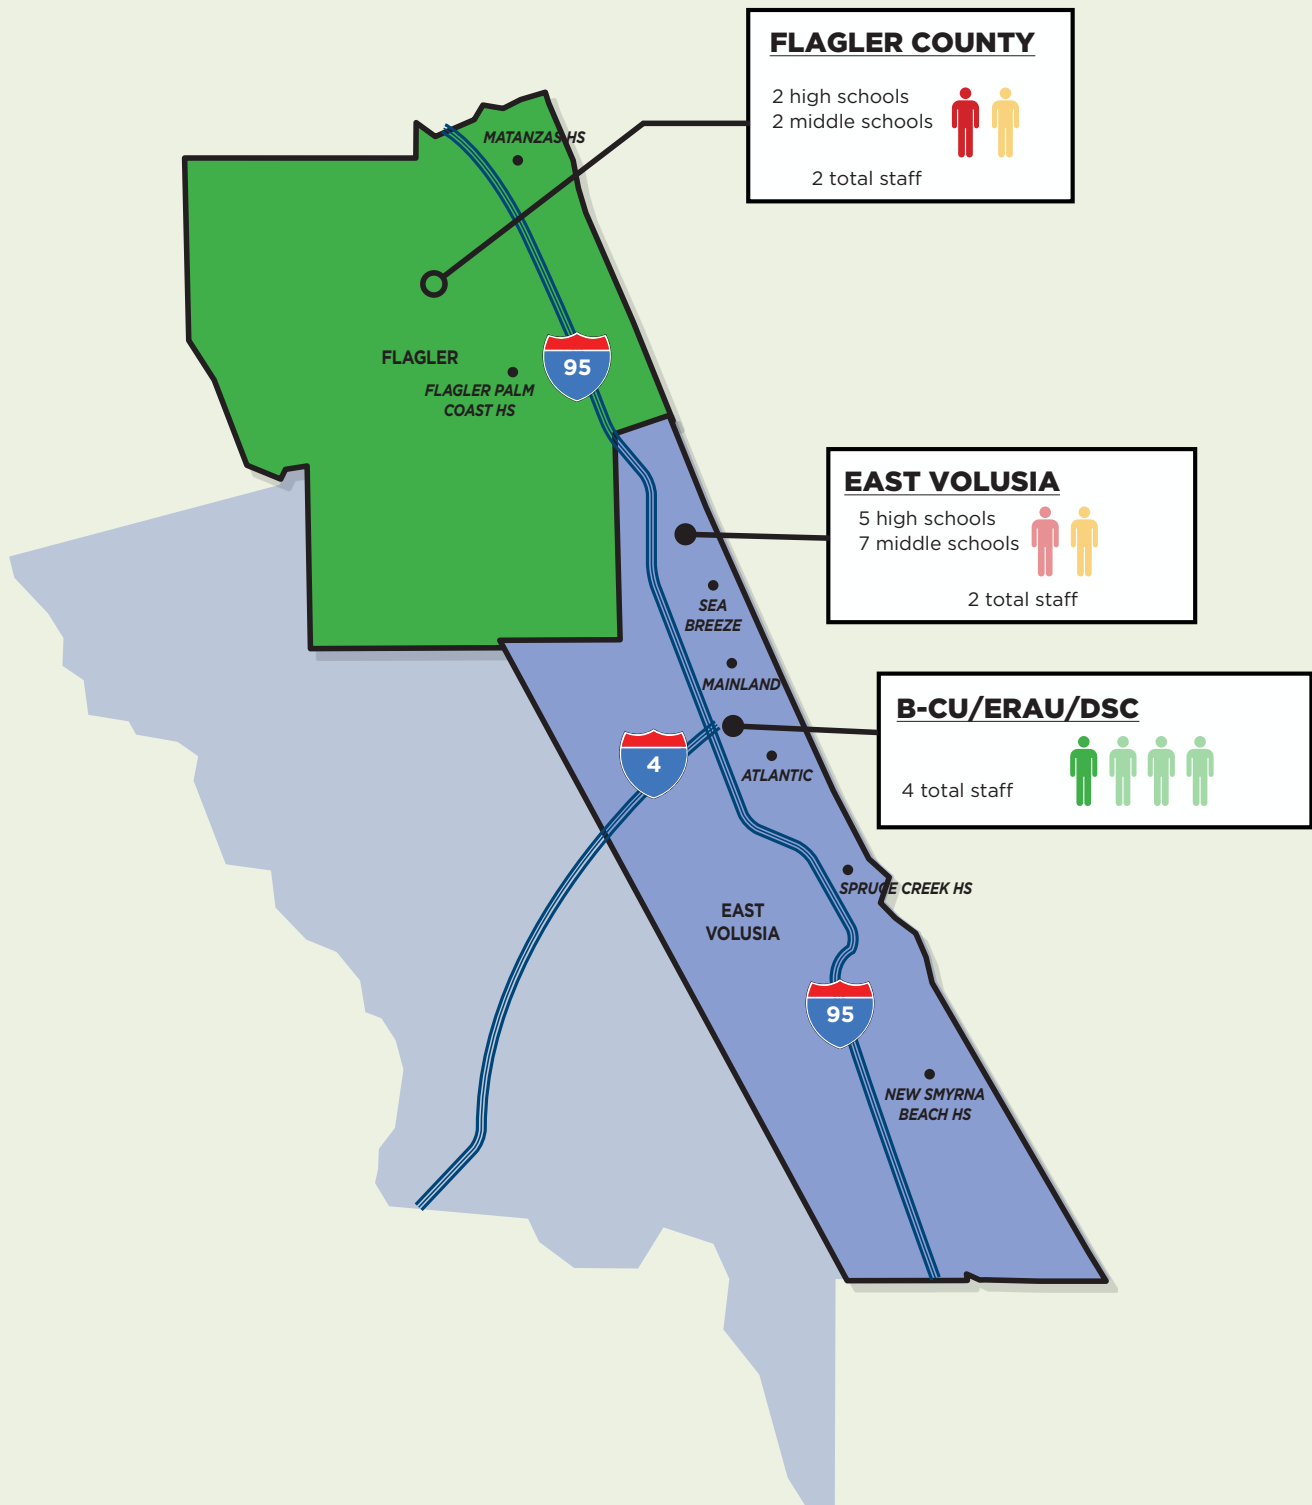 FLAGLER COUNTY
2 high schools
2 middle schools
2 total staff
MATANZAS HS
FLAGLER
95
FLAGLER PALM
COAST HS
EAST VOLUSIA
5 high schools
7 middle schools
2 total staff
SEA
BREEZE
MAINLAND
B-CU/ERAU/DSC
4 total staff
4
ATLANTIC
SPRUCE CREEK HS
EAST
VOLUSIA
95
NEW SMYRNA
BEACH HS